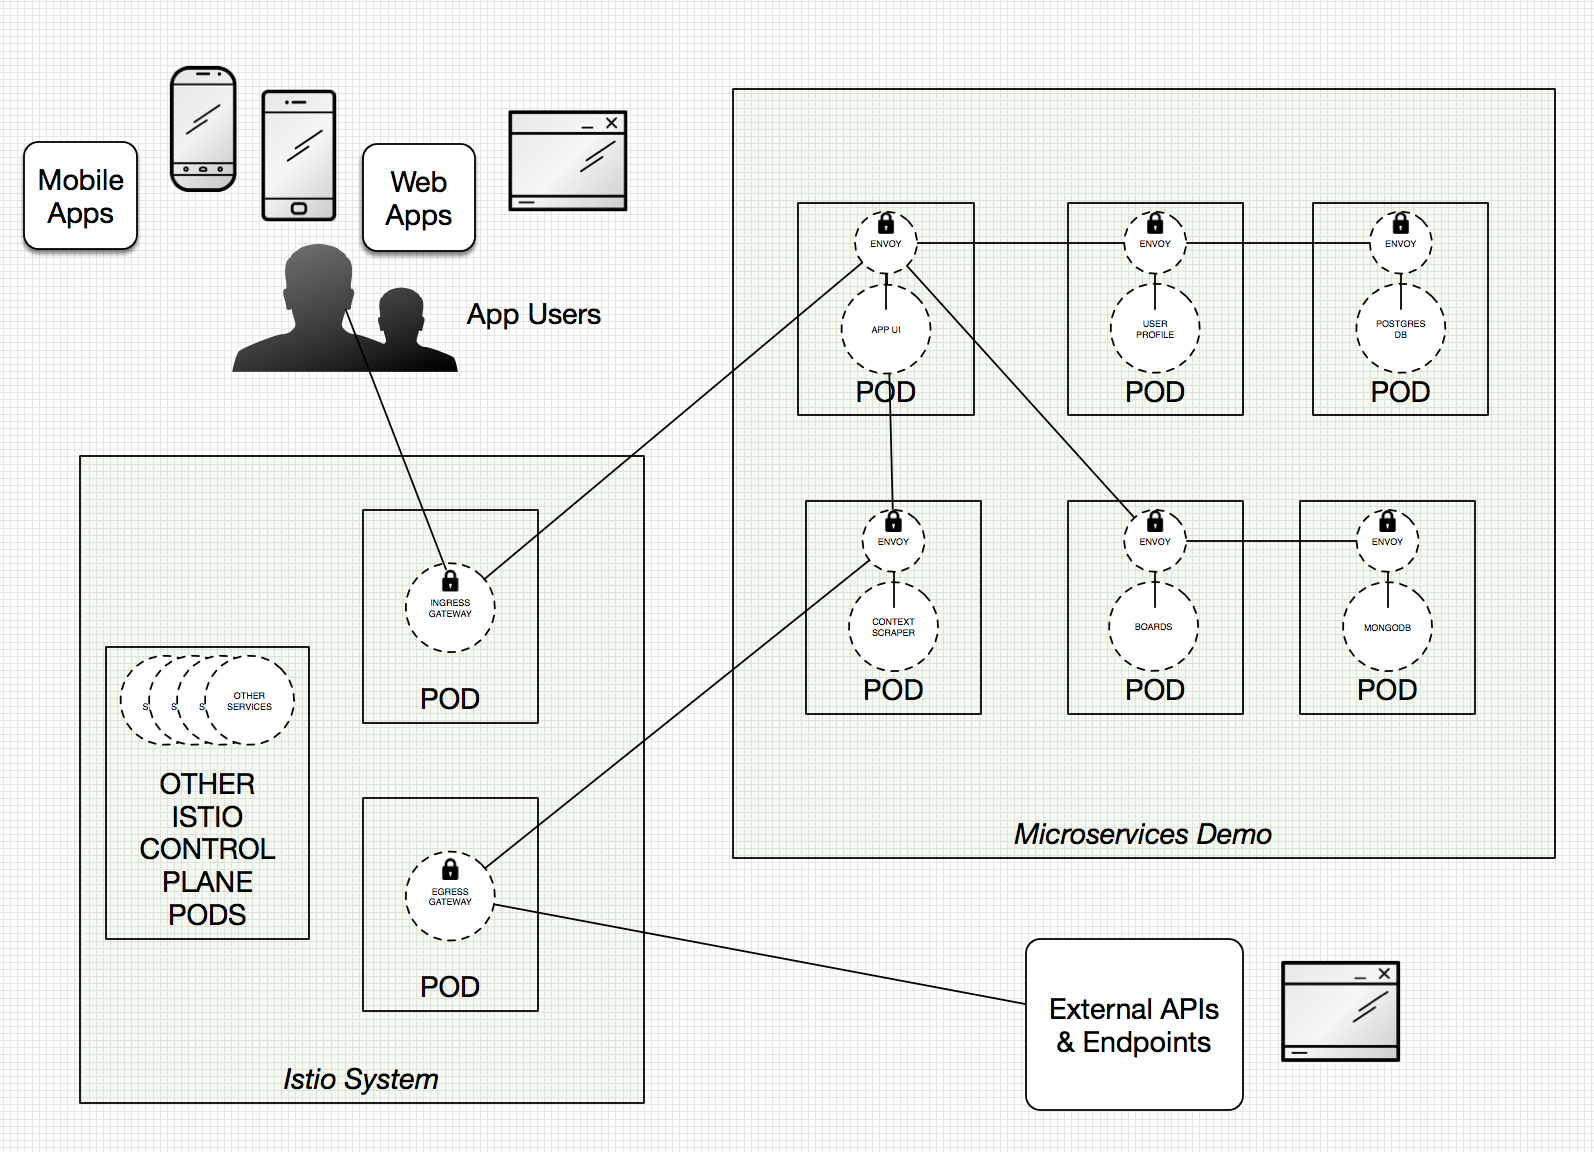 Mobile
Apps
Web
Apps
App Users
ENVOY
APP UI
POD
ENVOY
USER
PROFILE
POD
ENVOY
POSTGRES
DB
POD
ENVOY
CONTEXT
SCRAPER
POD
ENVOY
BOARDS
POD
ENVOY
MONGODB
POD
Microservices Demo
INGRESS
GATEWAY
POD
S
S
S
OTHER
SERVICES
OTHER
ISTIO
CONTROL
PLANE
PODS
EGRESS
GATEWAY
POD
Istio System
External APIs
& Endpoints